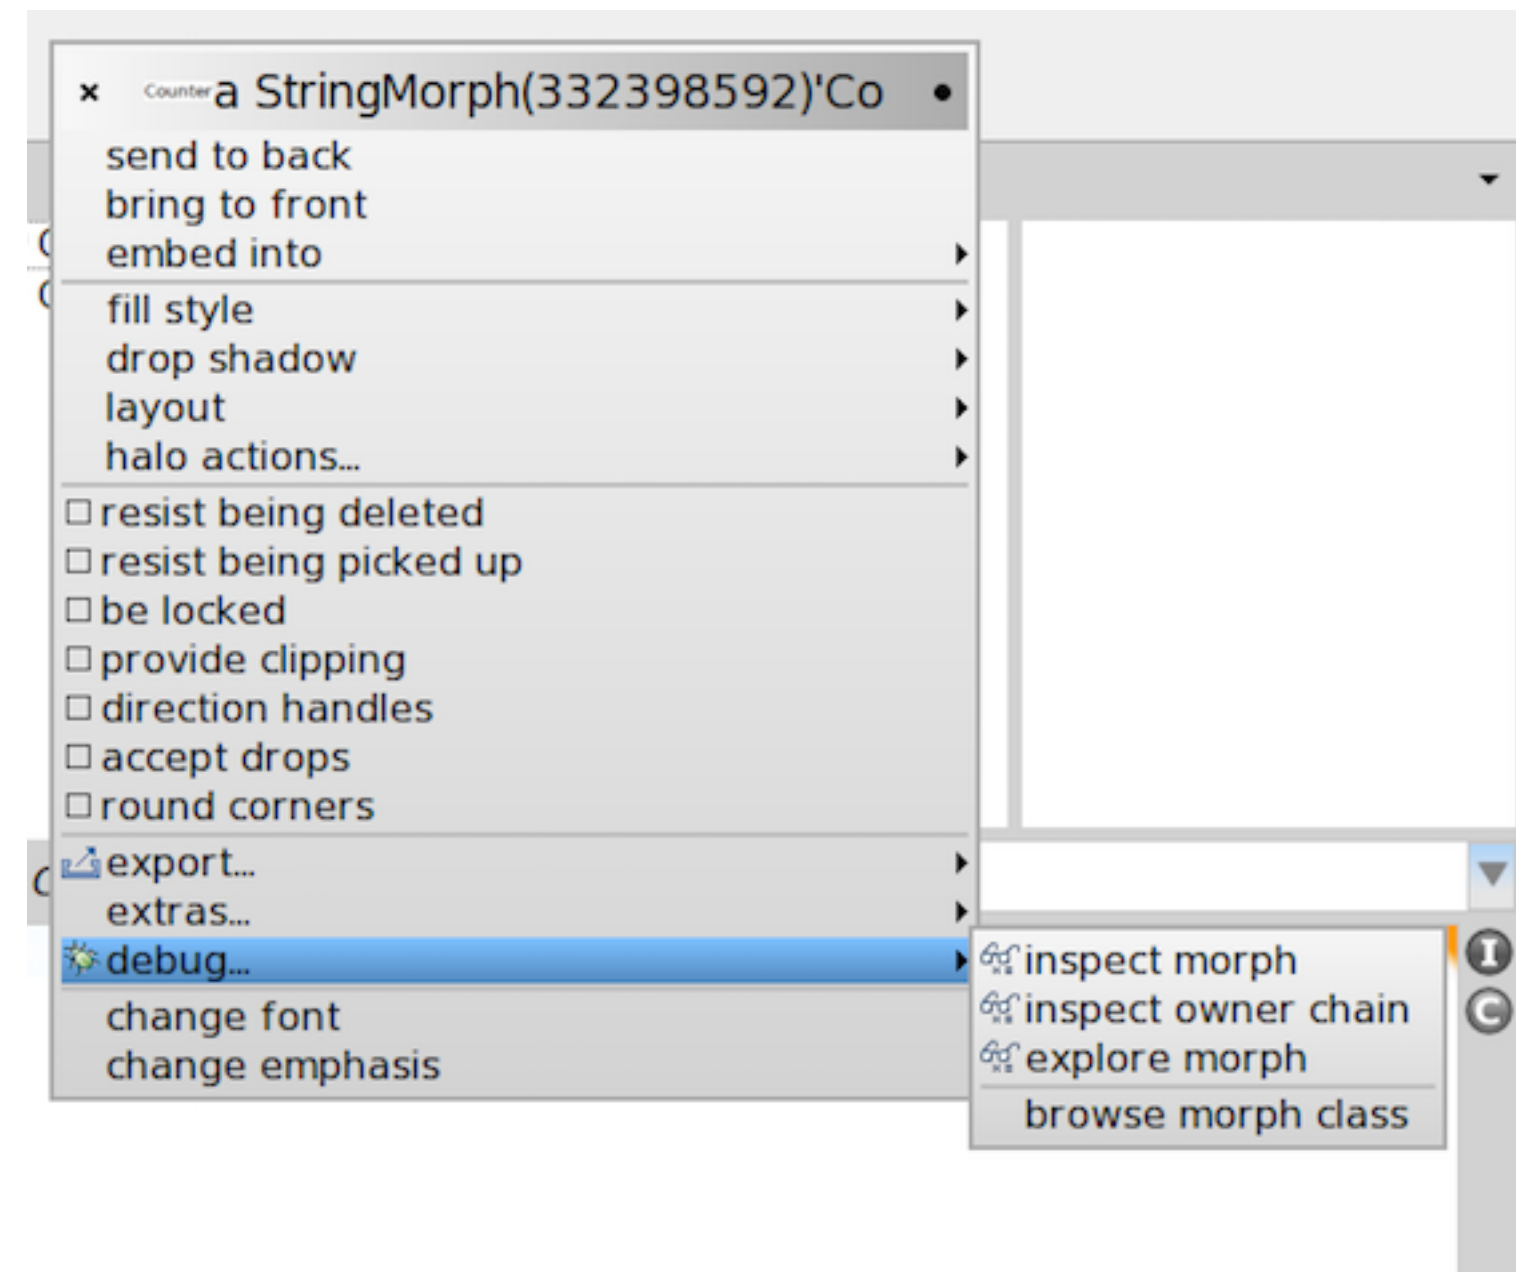 Counter a StringMorph(332398592)'Co
send to back
bring to front
embed into
fill style
drop shadow
layout
halo actions...
resist being deleted
resist being picked up
be locked
provide clipping
direction handles
accept drops
round corners
export...
extras...
debug...
inspect morph
inspect owner chain
explore morph
browse morph class
change font
change emphasis
I
C